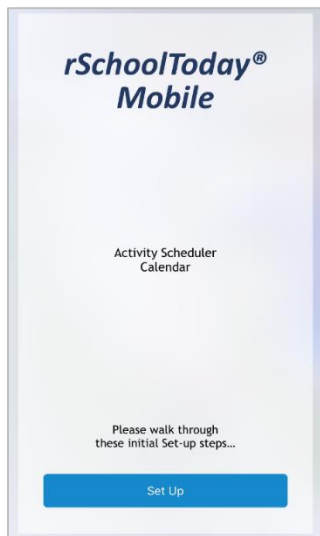 rSchoolToday®
Mobile
Activity Scheduler
Calendar
Please walk through
these initial Set-up steps...
Set Up